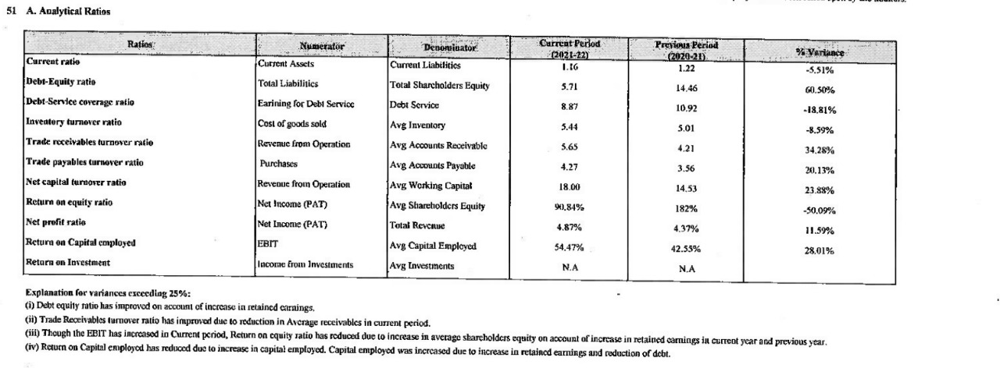 51 A. Analytical Ratios
Ratios Numerator Denominator Current Period (2021-22) Previous Period (2020-21) % Variance
Current ratio Current Assets Current Liabilities 1.16 1.22 -5.51%
Debt-Equity ratio Total Liabilities Total Shareholders Equity 5.71 14.46 60.50%
Debt-Service coverage ratio Earining for Debt Service Debt Service 8.87 10.92 -18.81%
Inventory turnover ratio Cost of goods sold Avg Inventory 5.44 5.01 -8.59%
Trade receivables turnover ratio Revenue from Operation Avg Accounts Receivable 5.65 4.21 34.28%
Trade payables turnover ratio Purchases Avg Accounts Payable 4.27 3.56 20.13%
Net capital turnover ratio Revenue from Operation Avg Working Capital 18.00 14.53 23.88%
Return on equity ratio Net Income (PAT) Avg Shareholders Equity 90.84% 182% -50.09%
Net profit ratio Net Income (PAT) Total Revenue 4.87% 4.37% 11.59%
Return on Capital employed EBIT Avg Capital Employed 54.47% 42.55% 28.01%
Return on Investment Income from Investments Avg Investments N.A N.A
Explanation for variances exceeding 25%:
(i) Debt equity ratio has improved on account of increase in retained earnings.
(ii) Trade Receivables turnover ratio has improved due to reduction in Average receivables in current period.
(iii) Though the EBIT has increased in Current period, Return on equity ratio has reduced due to increase in average shareholders equity on account of increase in retained earnings in current year and previous year.
(iv) Return on Capital employed has reduced due to increase in capital employed. Capital employed was increased due to increase in retained earnings and reduction of debt.